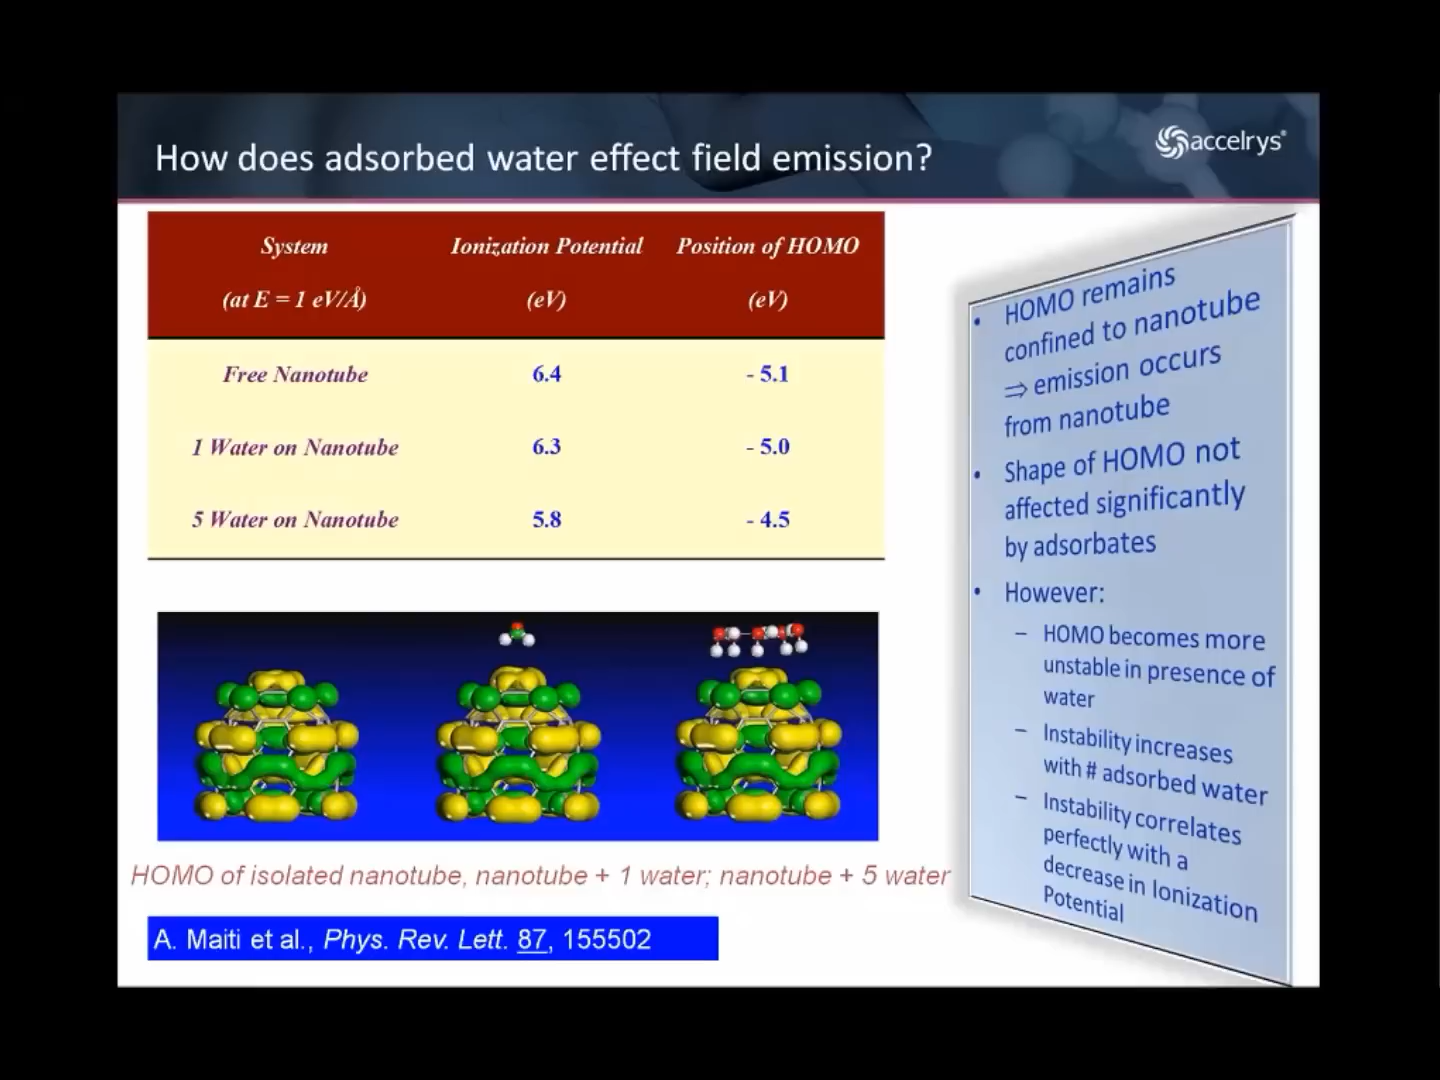 How does adsorbed water effect field emission?
accelrys®
System Ionization Potential Position of HOMO
(at E = 1 eV/Å) (eV) (eV)
Free Nanotube 6.4 - 5.1
1 Water on Nanotube 6.3 - 5.0
5 Water on Nanotube 5.8 - 4.5
HOMO of isolated nanotube, nanotube + 1 water; nanotube + 5 water
A. Maiti et al., Phys. Rev. Lett. 87, 155502
• HOMO remains
confined to nanotube
⇒ emission occurs
from nanotube
• Shape of HOMO not
affected significantly
by adsorbates
• However:
– HOMO becomes more
unstable in presence of
water
– Instability increases
with # adsorbed water
– Instability correlates
perfectly with a
decrease in Ionization
Potential